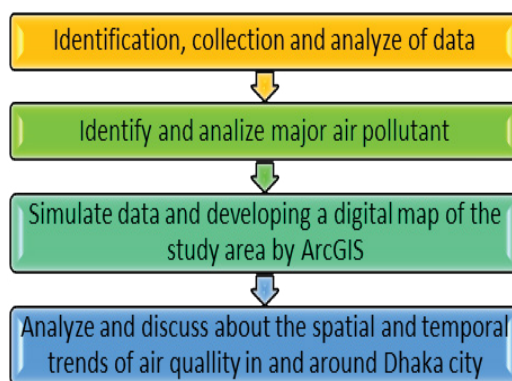 Identification, collection and analyze of data
Identify and analize major air pollutant
Simulate data and developing a digital map of the
study area by ArcGIS
Analyze and discuss about the spatial and temporal
trends of air quallity in and around Dhaka city